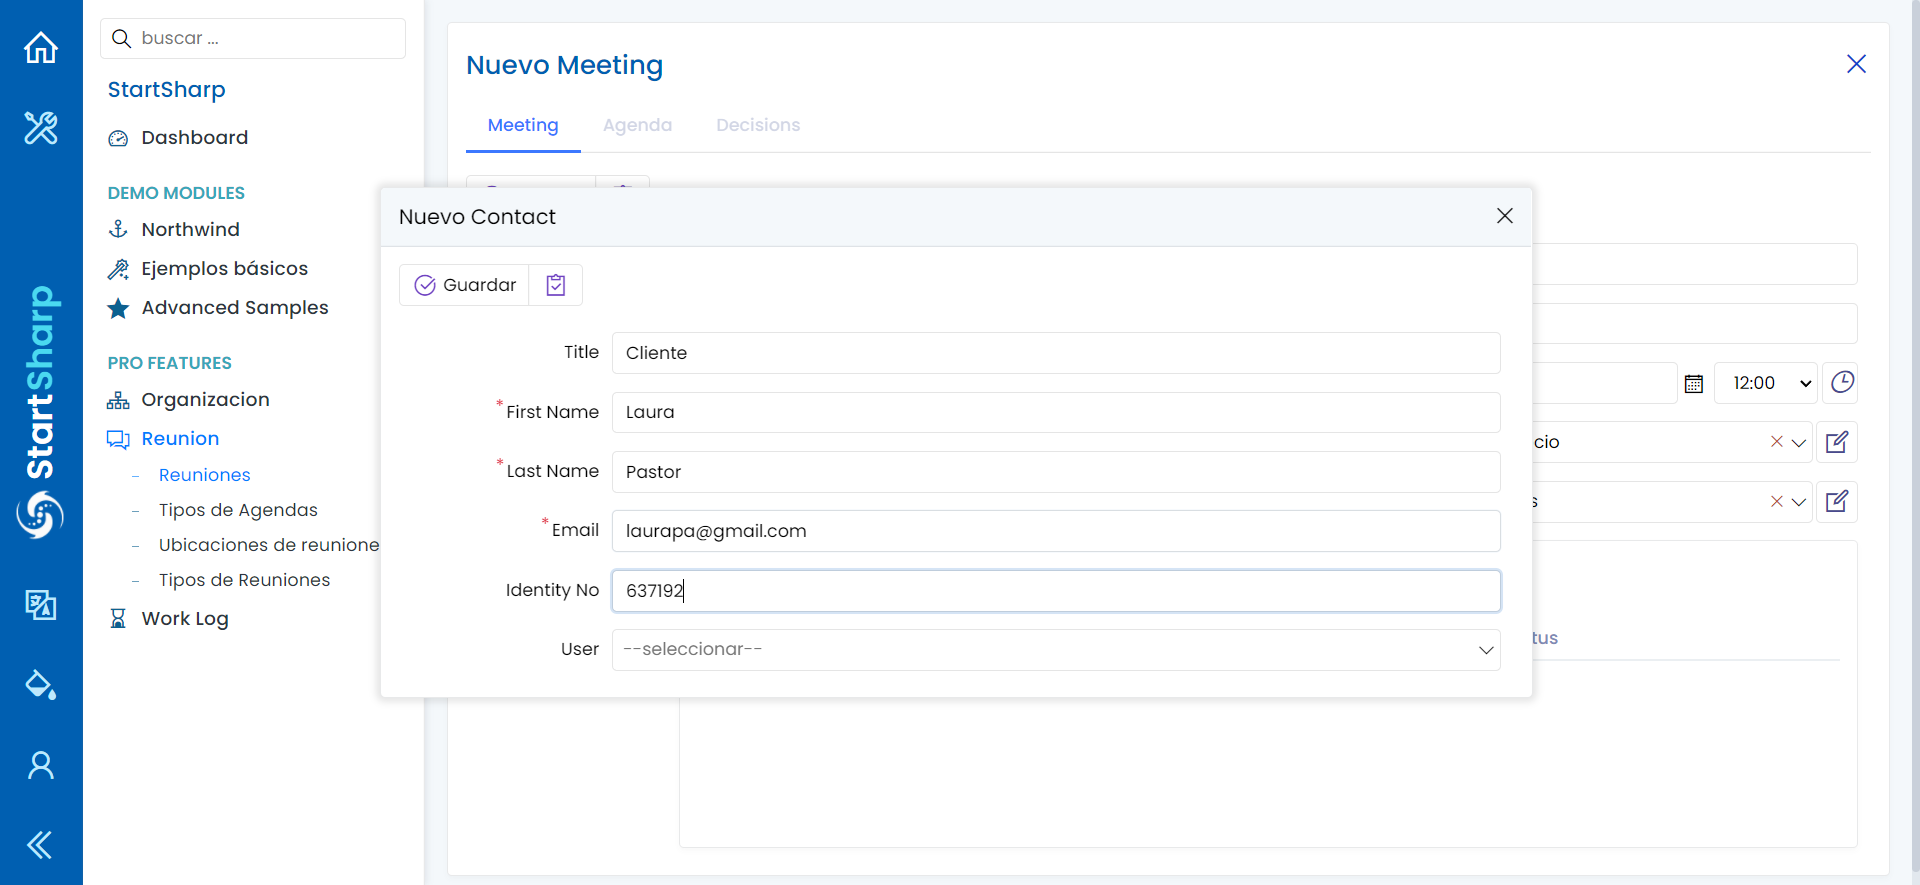 buscar ...
StartSharp
Dashboard
DEMO MODULES
Northwind
Ejemplos básicos
Advanced Samples
PRO FEATURES
Organizacion
Reunion
Reuniones
Tipos de Agendas
Ubicaciones de reunione
Tipos de Reuniones
Work Log
StartSharp
Nuevo Meeting
Meeting
Agenda
Decisions
12:00
cio
s
tus
Nuevo Contact
Guardar
Title
Cliente
*First Name
Laura
*Last Name
Pastor
*Email
laurapa@gmail.com
Identity No
637192
User
--seleccionar--